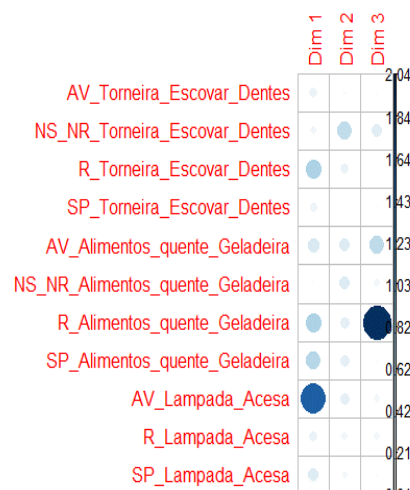 Dim 1 Dim 2 Dim 3
2.04
AV_Torneira_Escovar_Dentes
1.84
NS_NR_Torneira_Escovar_Dentes
1.64
R_Torneira_Escovar_Dentes
1.43
SP_Torneira_Escovar_Dentes
1.23
AV_Alimentos_quente_Geladeira
1.03
NS_NR_Alimentos_quente_Geladeira
0.82
R_Alimentos_quente_Geladeira
0.62
SP_Alimentos_quente_Geladeira
0.42
AV_Lampada_Acesa
0.21
R_Lampada_Acesa
SP_Lampada_Acesa